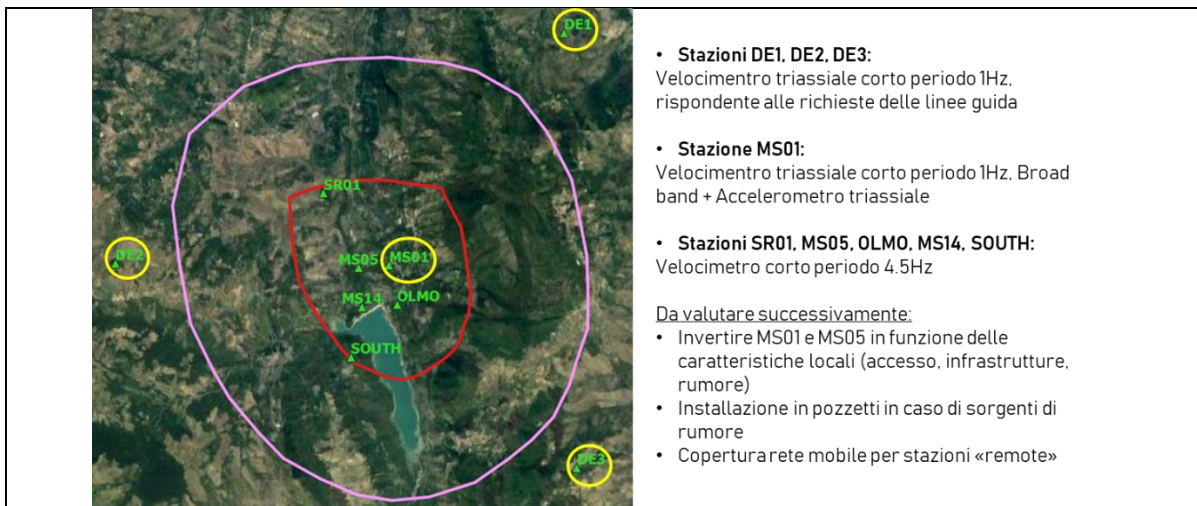 DE1
SR01
DE2
MS05
MS01
MS14
OLMO
SOUTH
DE3
• Stazioni DE1, DE2, DE3:
Velocimentro triassiale corto periodo 1Hz,
rispondente alle richieste delle linee guida
• Stazione MS01:
Velocimentro triassiale corto periodo 1Hz, Broad
band + Accelerometro triassiale
• Stazioni SR01, MS05, OLMO, MS14, SOUTH:
Velocimetro corto periodo 4.5Hz
Da valutare successivamente:
• Invertire MS01 e MS05 in funzione delle
caratteristiche locali (accesso, infrastrutture,
rumore)
• Installazione in pozzetti in caso di sorgenti di
rumore
• Copertura rete mobile per stazioni «remote»